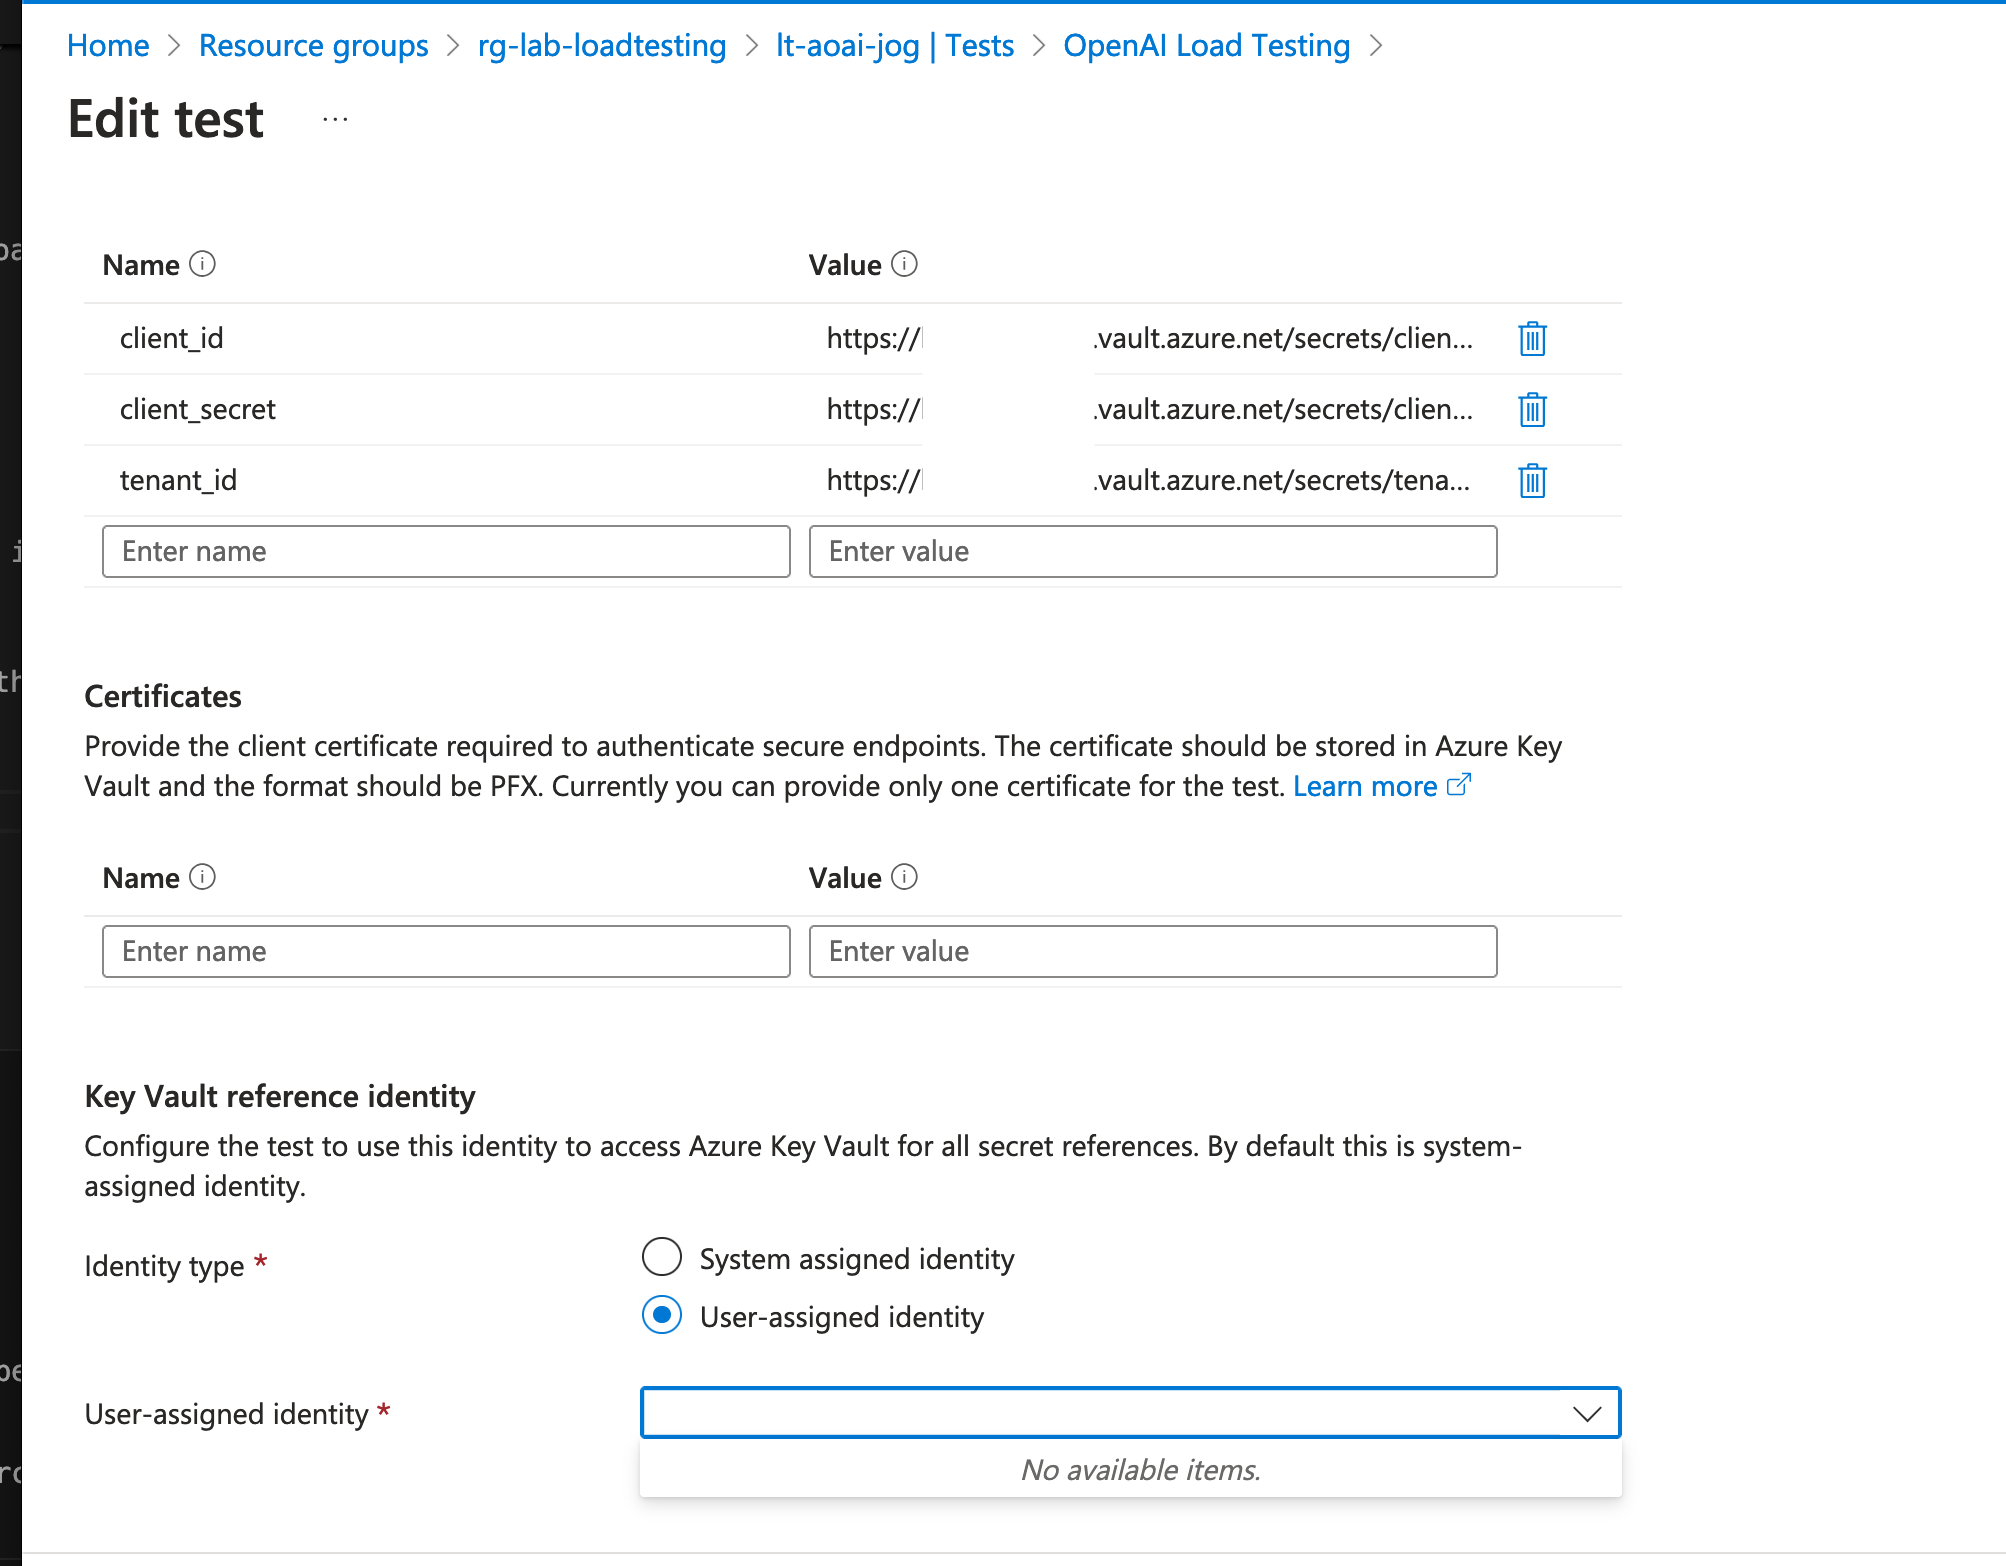 Home > Resource groups > rg-lab-loadtesting > lt-aoai-jog | Tests > OpenAI Load Testing >
Edit test ...
Name Value
client_id https:// .vault.azure.net/secrets/clien...
client_secret https:// .vault.azure.net/secrets/clien...
tenant_id https:// .vault.azure.net/secrets/tena...
Enter name Enter value
Certificates
Provide the client certificate required to authenticate secure endpoints. The certificate should be stored in Azure Key
Vault and the format should be PFX. Currently you can provide only one certificate for the test. Learn more
Name Value
Enter name Enter value
Key Vault reference identity
Configure the test to use this identity to access Azure Key Vault for all secret references. By default this is system-
assigned identity.
Identity type *
System assigned identity
User-assigned identity
User-assigned identity *
No available items.